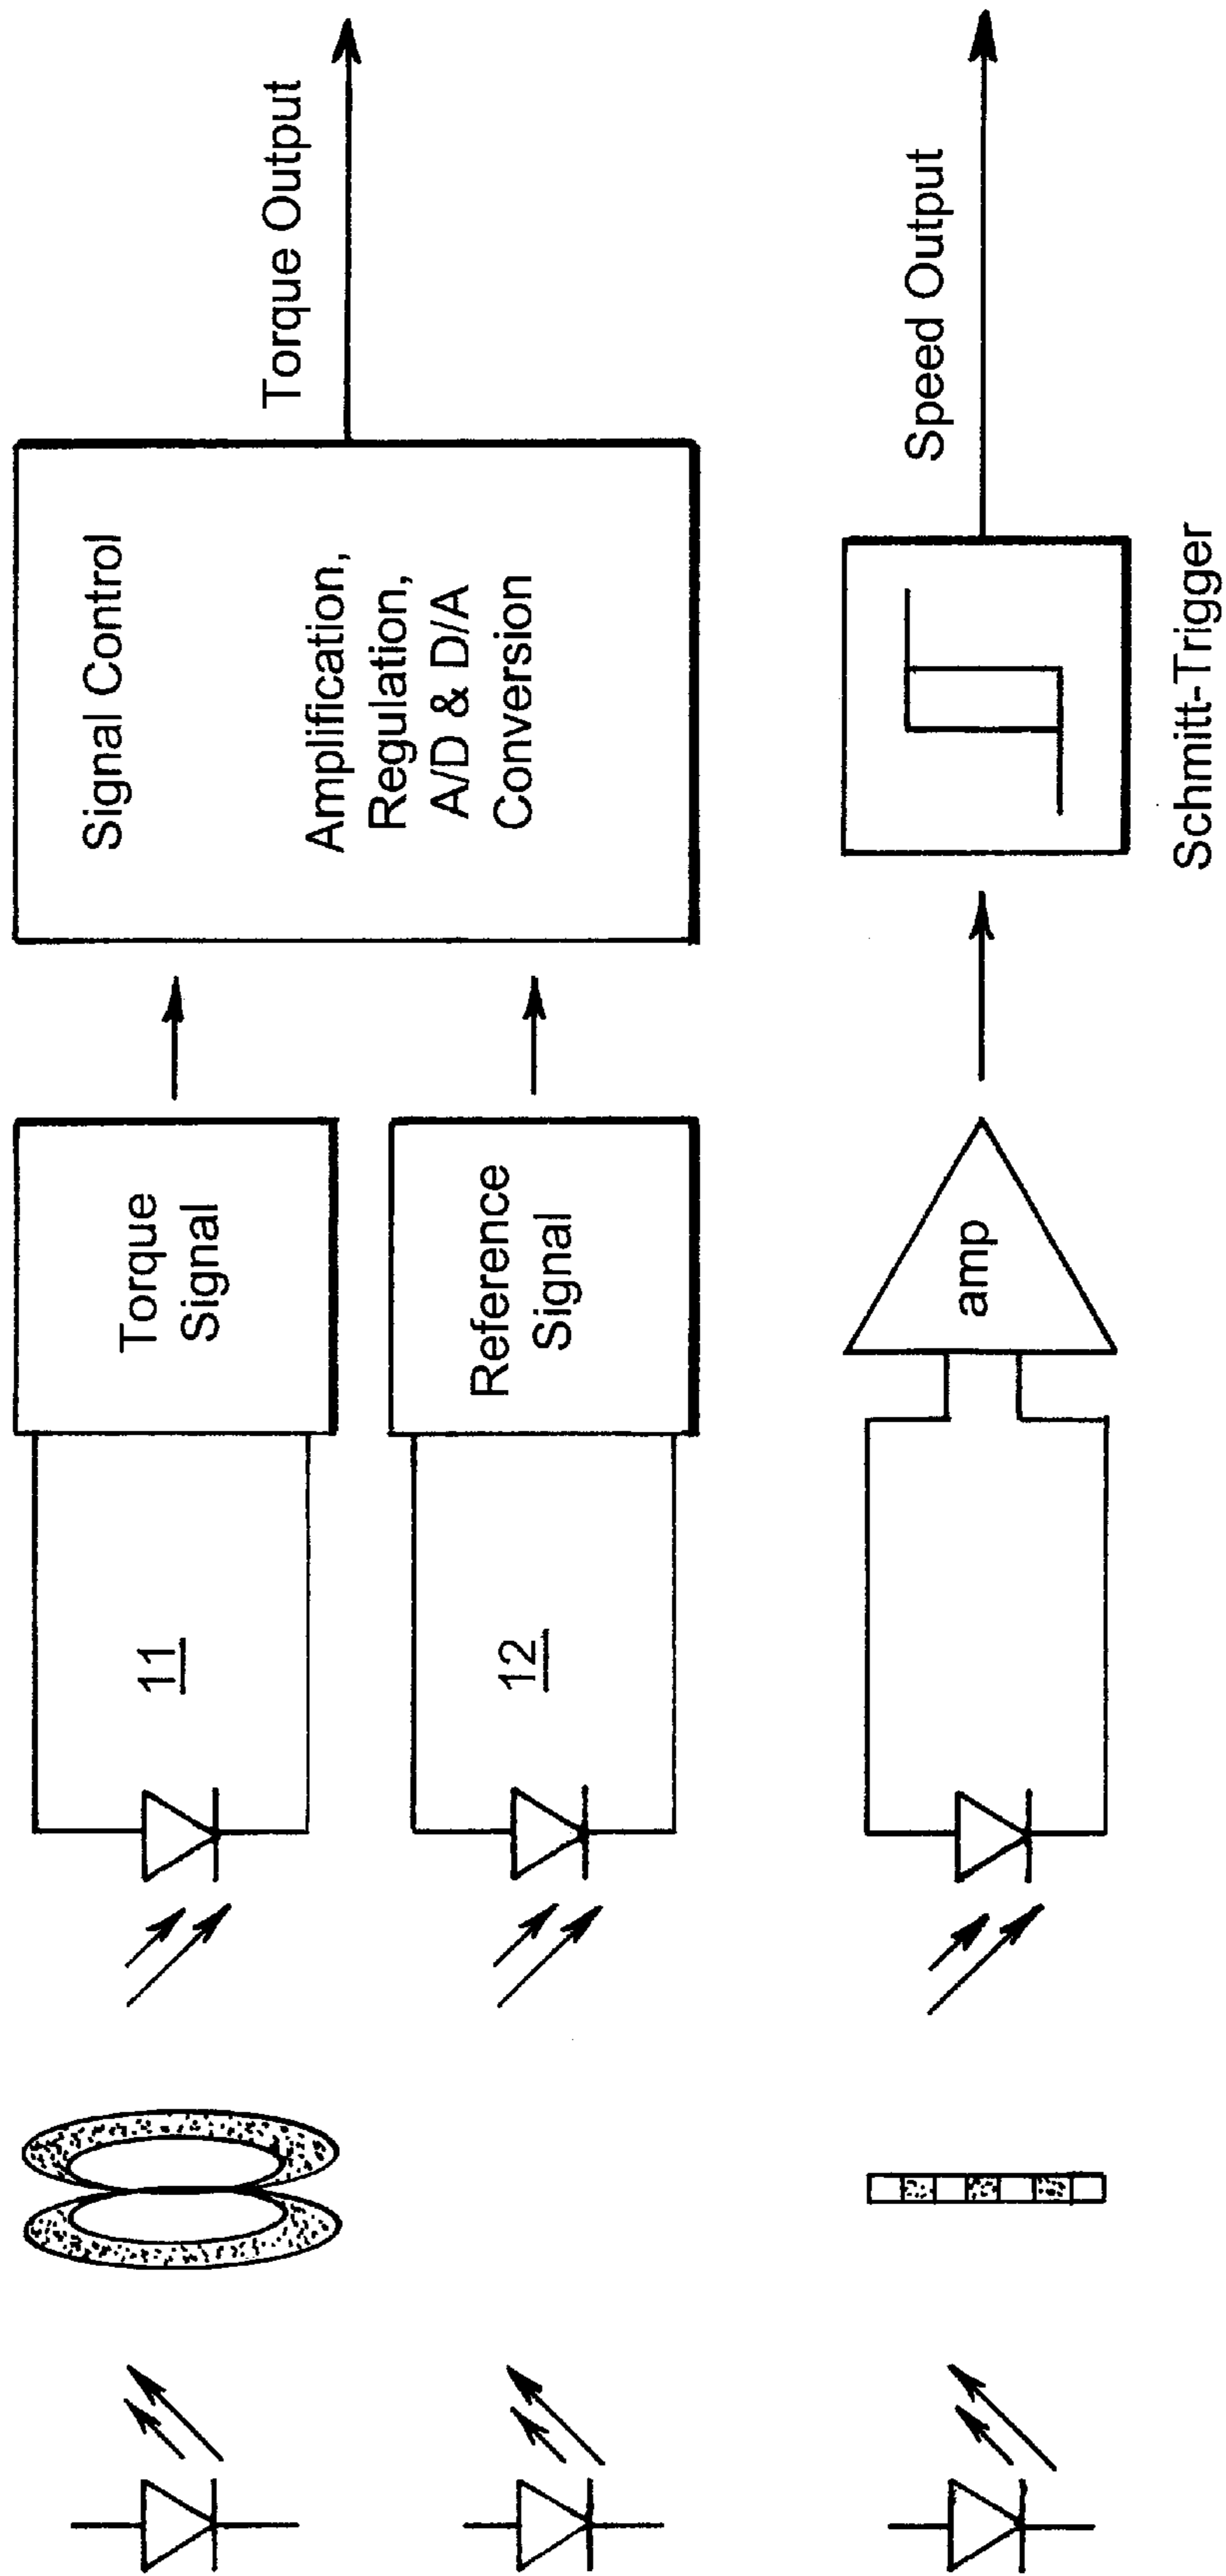 Torque Output
Signal Control
Amplification,
Regulation,
A/D & D/A
Conversion
Torque
Signal
Reference
Signal
11
12
Speed Output
Schmitt-Trigger
amp